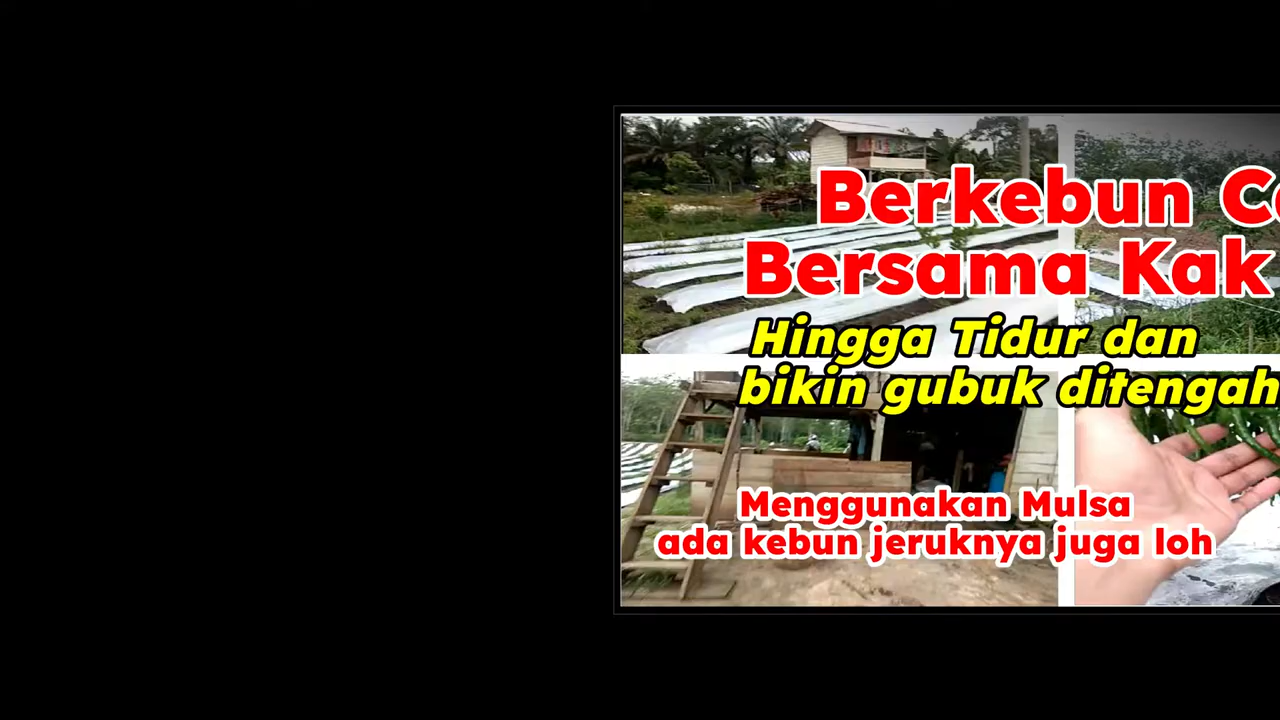 Berkebun
Bersama Kak
Hingga Tidur dan
bikin gubuk ditengah
Menggunakan Mulsa
ada kebun jeruknya juga loh